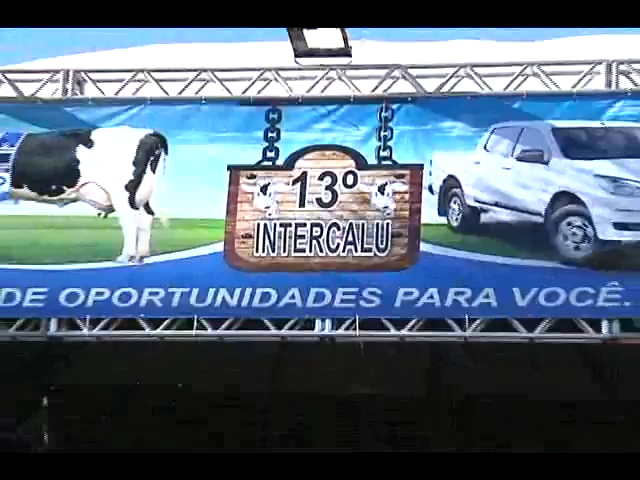 13º
INTERCALU
DE OPORTUNIDADES PARA VOCÊ.